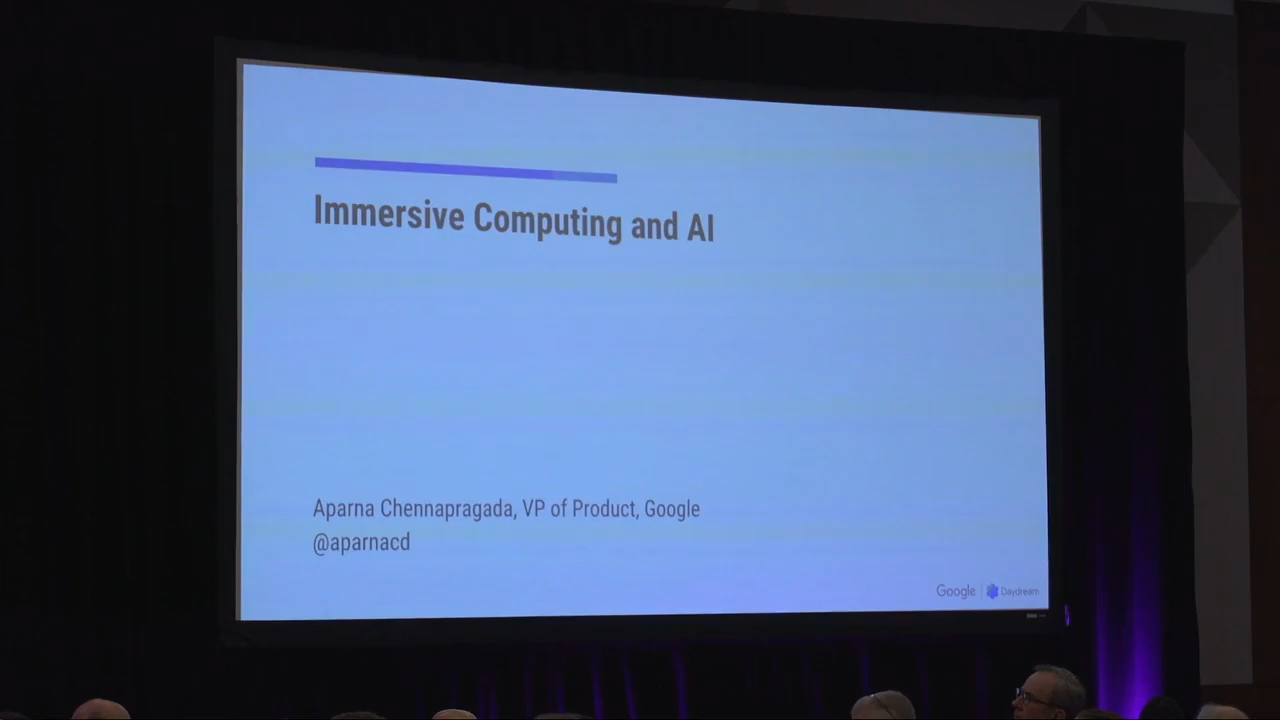 Immersive Computing and AI
Aparna Chennapragada, VP of Product, Google
@aparnacd
Google | Daydream